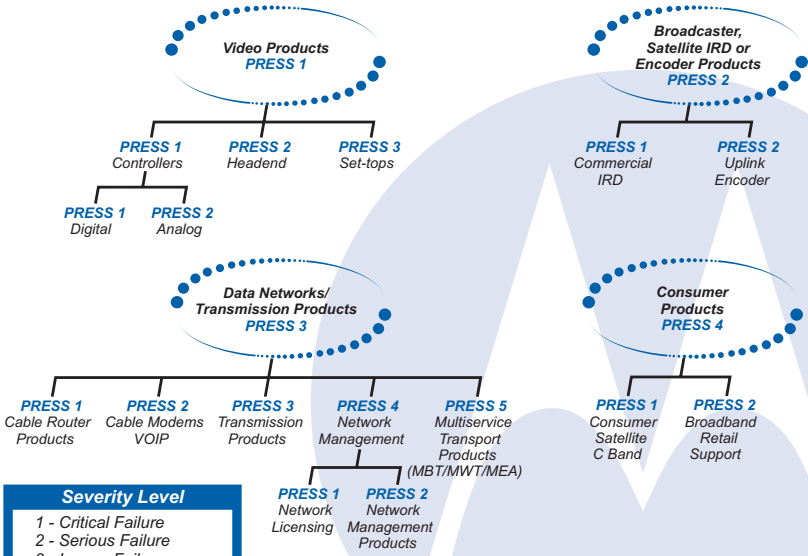 Video Products
PRESS 1
PRESS 1
Controllers
PRESS 2
Headend
PRESS 3
Set-tops
PRESS 1
Digital
PRESS 2
Analog
Broadcaster,
Satellite IRD or
Encoder Products
PRESS 2
PRESS 1
Commercial
IRD
PRESS 2
Uplink
Encoder
Data Networks/
Transmission Products
PRESS 3
PRESS 1
Cable Router
Products
PRESS 2
Cable Modems
VOIP
PRESS 3
Transmission
Products
PRESS 4
Network
Management
PRESS 5
Multiservice
Transport
Products
(MBT/MWT/MEA)
PRESS 1
Network
Licensing
PRESS 2
Network
Management
Products
Consumer
Products
PRESS 4
PRESS 1
Consumer
Satellite
C Band
PRESS 2
Broadband
Retail
Support
Severity Level
1 - Critical Failure
2 - Serious Failure